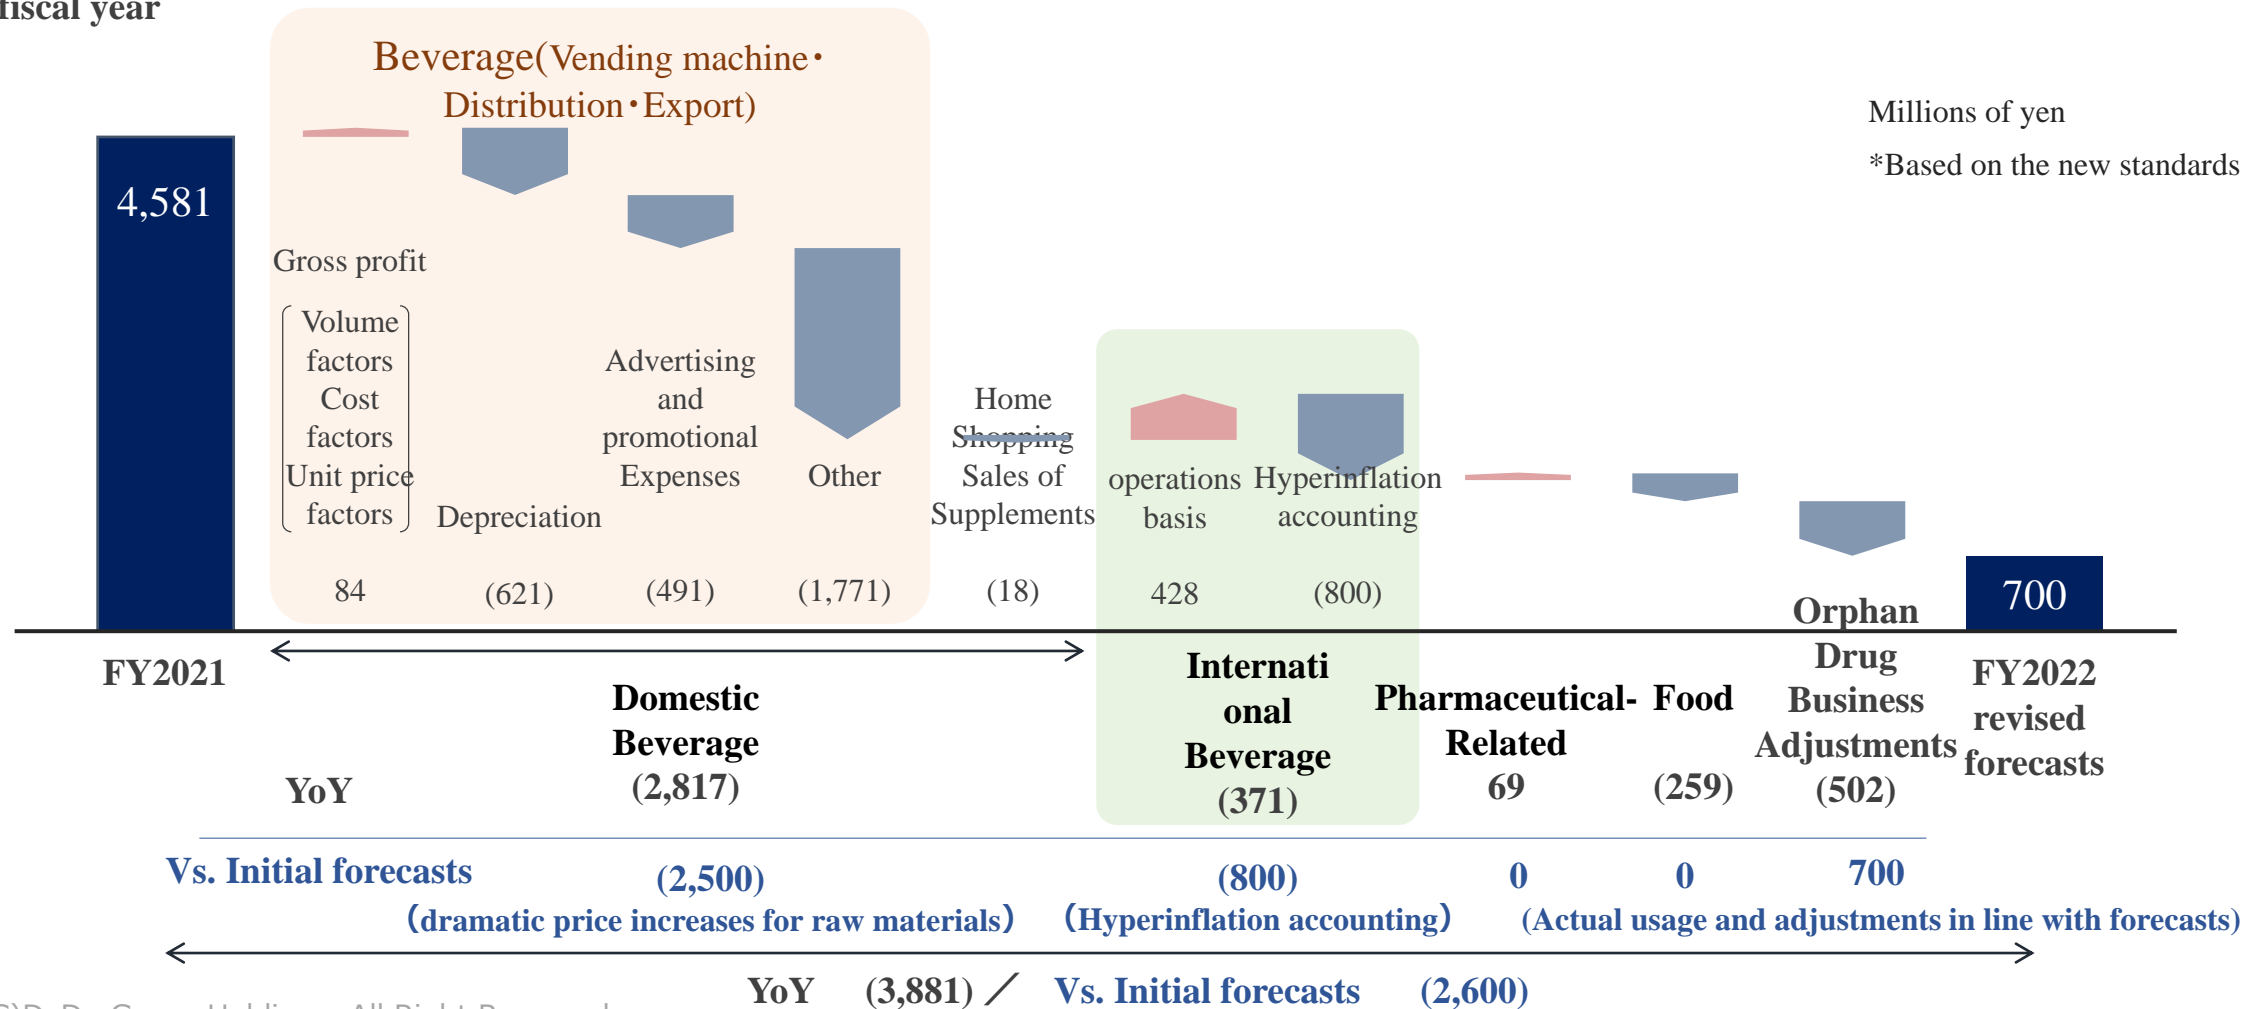 fiscal year
Beverage(Vending machine・
Distribution・Export)
Millions of yen
*Based on the new standards
4,581
Gross profit
Volume
factors
Cost
factors
Unit price
factors
84
Depreciation
(621)
Advertising
and
promotional
Expenses
(491)
Other
(1,771)
Home
Shopping
Sales of
Supplements
(18)
operations
basis
428
Hyperinflation
accounting
(800)
700
FY2021
Domestic
Beverage
(2,817)
Internati
onal
Beverage
(371)
Pharmaceutical-
Related
69
Food
(259)
Orphan
Drug
Business
Adjustments
(502)
FY2022
revised
forecasts
YoY
Vs. Initial forecasts
(2,500)
(800)
0
0
700
（dramatic price increases for raw materials）
（Hyperinflation accounting）
(Actual usage and adjustments in line with forecasts)
YoY (3,881) ／ Vs. Initial forecasts (2,600)